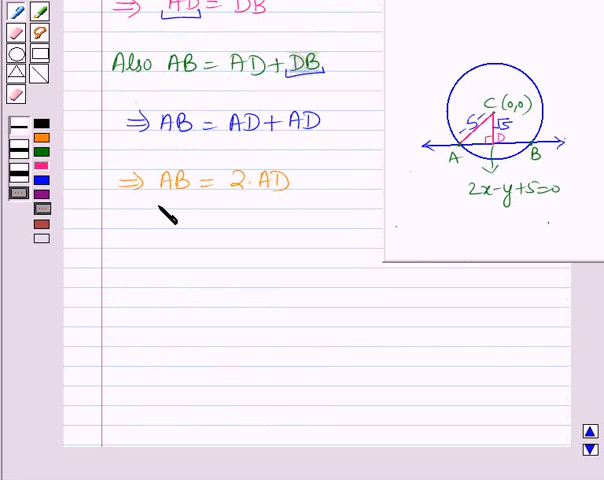 ⇒ AD = DB
Also AB = AD + DB
⇒ AB = AD + AD
⇒ AB = 2·AD
C (0,0)
5
√5
D
A
B
2x-y+5=0